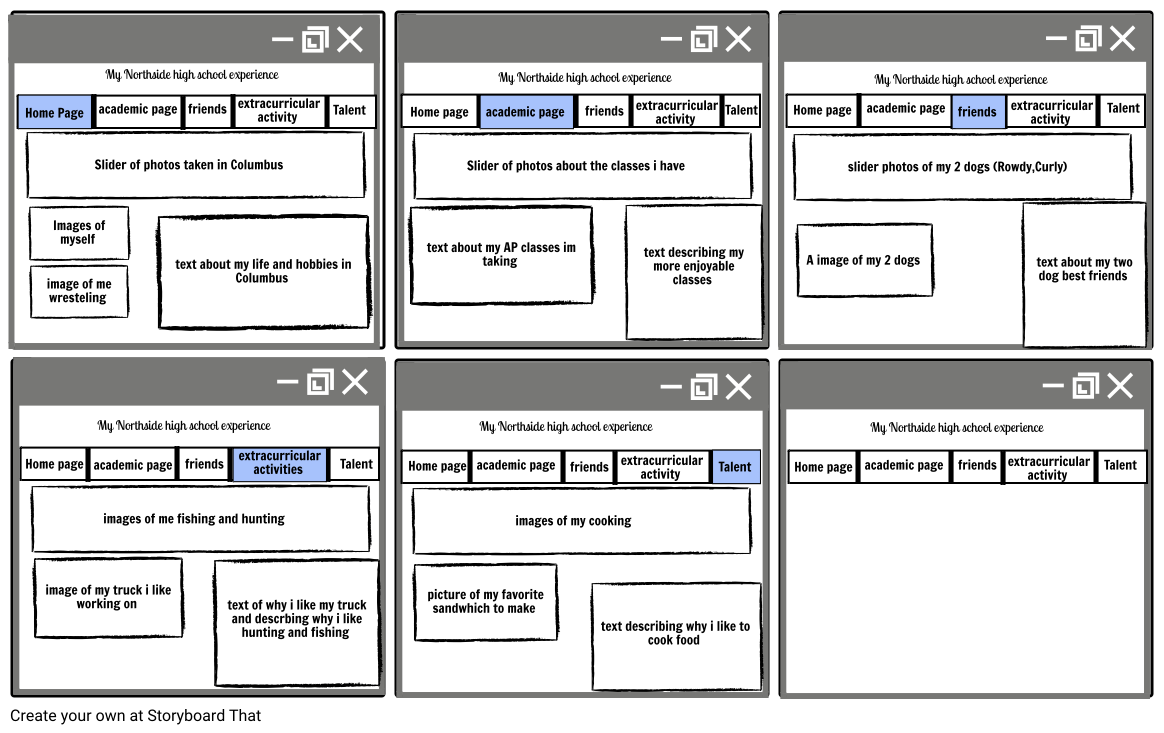 My Northside high school experience
Home Page
academic page
friends
extracurricular
activity
Talent
Slider of photos taken in Columbus
Images of
myself
image of me
wresteling
text about my life and hobbies in
Columbus
My Northside high school experience
Home page
academic page
friends
extracurricular
activity
Talent
Slider of photos about the classes i have
text about my AP classes im
taking
text describing my
more enjoyable
classes
My Northside high school experience
Home page
academic page
friends
extracurricular
activity
Talent
slider photos of my 2 dogs (Rowdy,Curly)
A image of my 2 dogs
text about my two
dog best friends
My Northside high school experience
Home page
academic page
friends
extracurricular
activities
Talent
images of me fishing and hunting
image of my truck i like
working on
text of why i like my truck
and descrbing why i like
hunting and fishing
My Northside high school experience
Home page
academic page
friends
extracurricular
activity
Talent
images of my cooking
picture of my favorite
sandwhich to make
text describing why i like to
cook food
My Northside high school experience
Home page
academic page
friends
extracurricular
activity
Talent
Create your own at Storyboard That